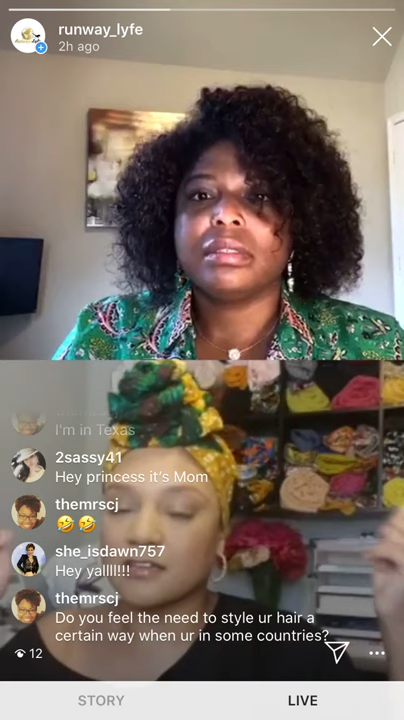 runway_lyfe
2h ago
I'm in Texas
2sassy41
Hey princess it's Mom
themrscj
🤣🤣
she_isdawn757
Hey yallll!!!
themrscj
Do you feel the need to style ur hair a
certain way when ur in some countries?
12
STORY
LIVE